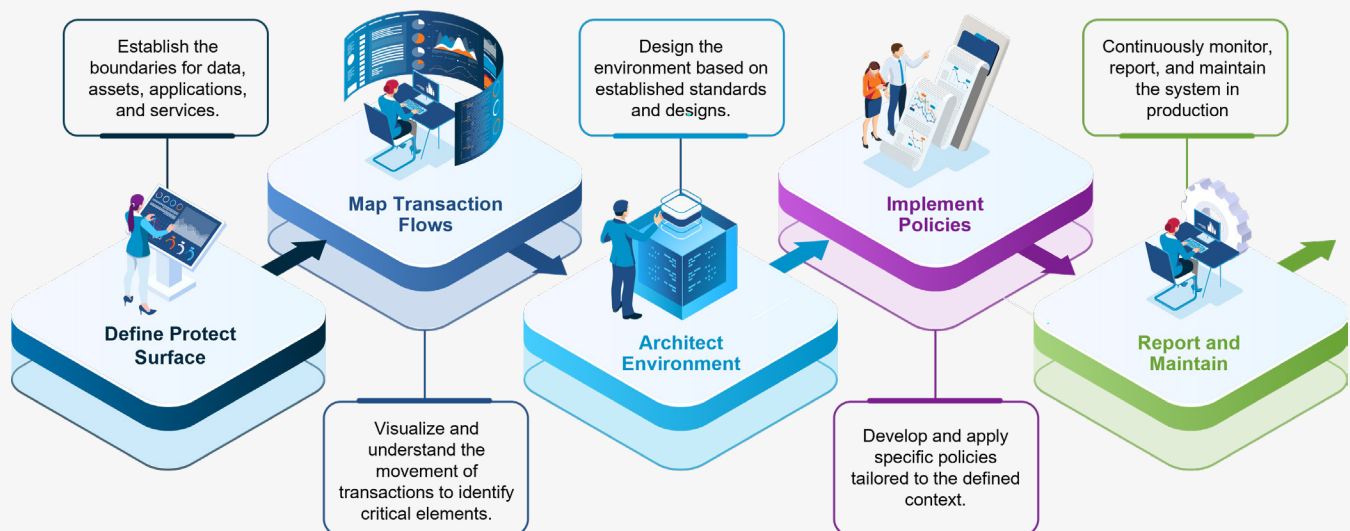 Establish the
boundaries for data,
assets, applications,
and services.
Define Protect
Surface
Map Transaction
Flows
Visualize and
understand the
movement of
transactions to identify
critical elements.
Design the
environment based on
established standards
and designs.
Architect
Environment
Implement
Policies
Develop and apply
specific policies
tailored to the defined
context.
Continuously monitor,
report, and maintain
the system in
production
Report and
Maintain